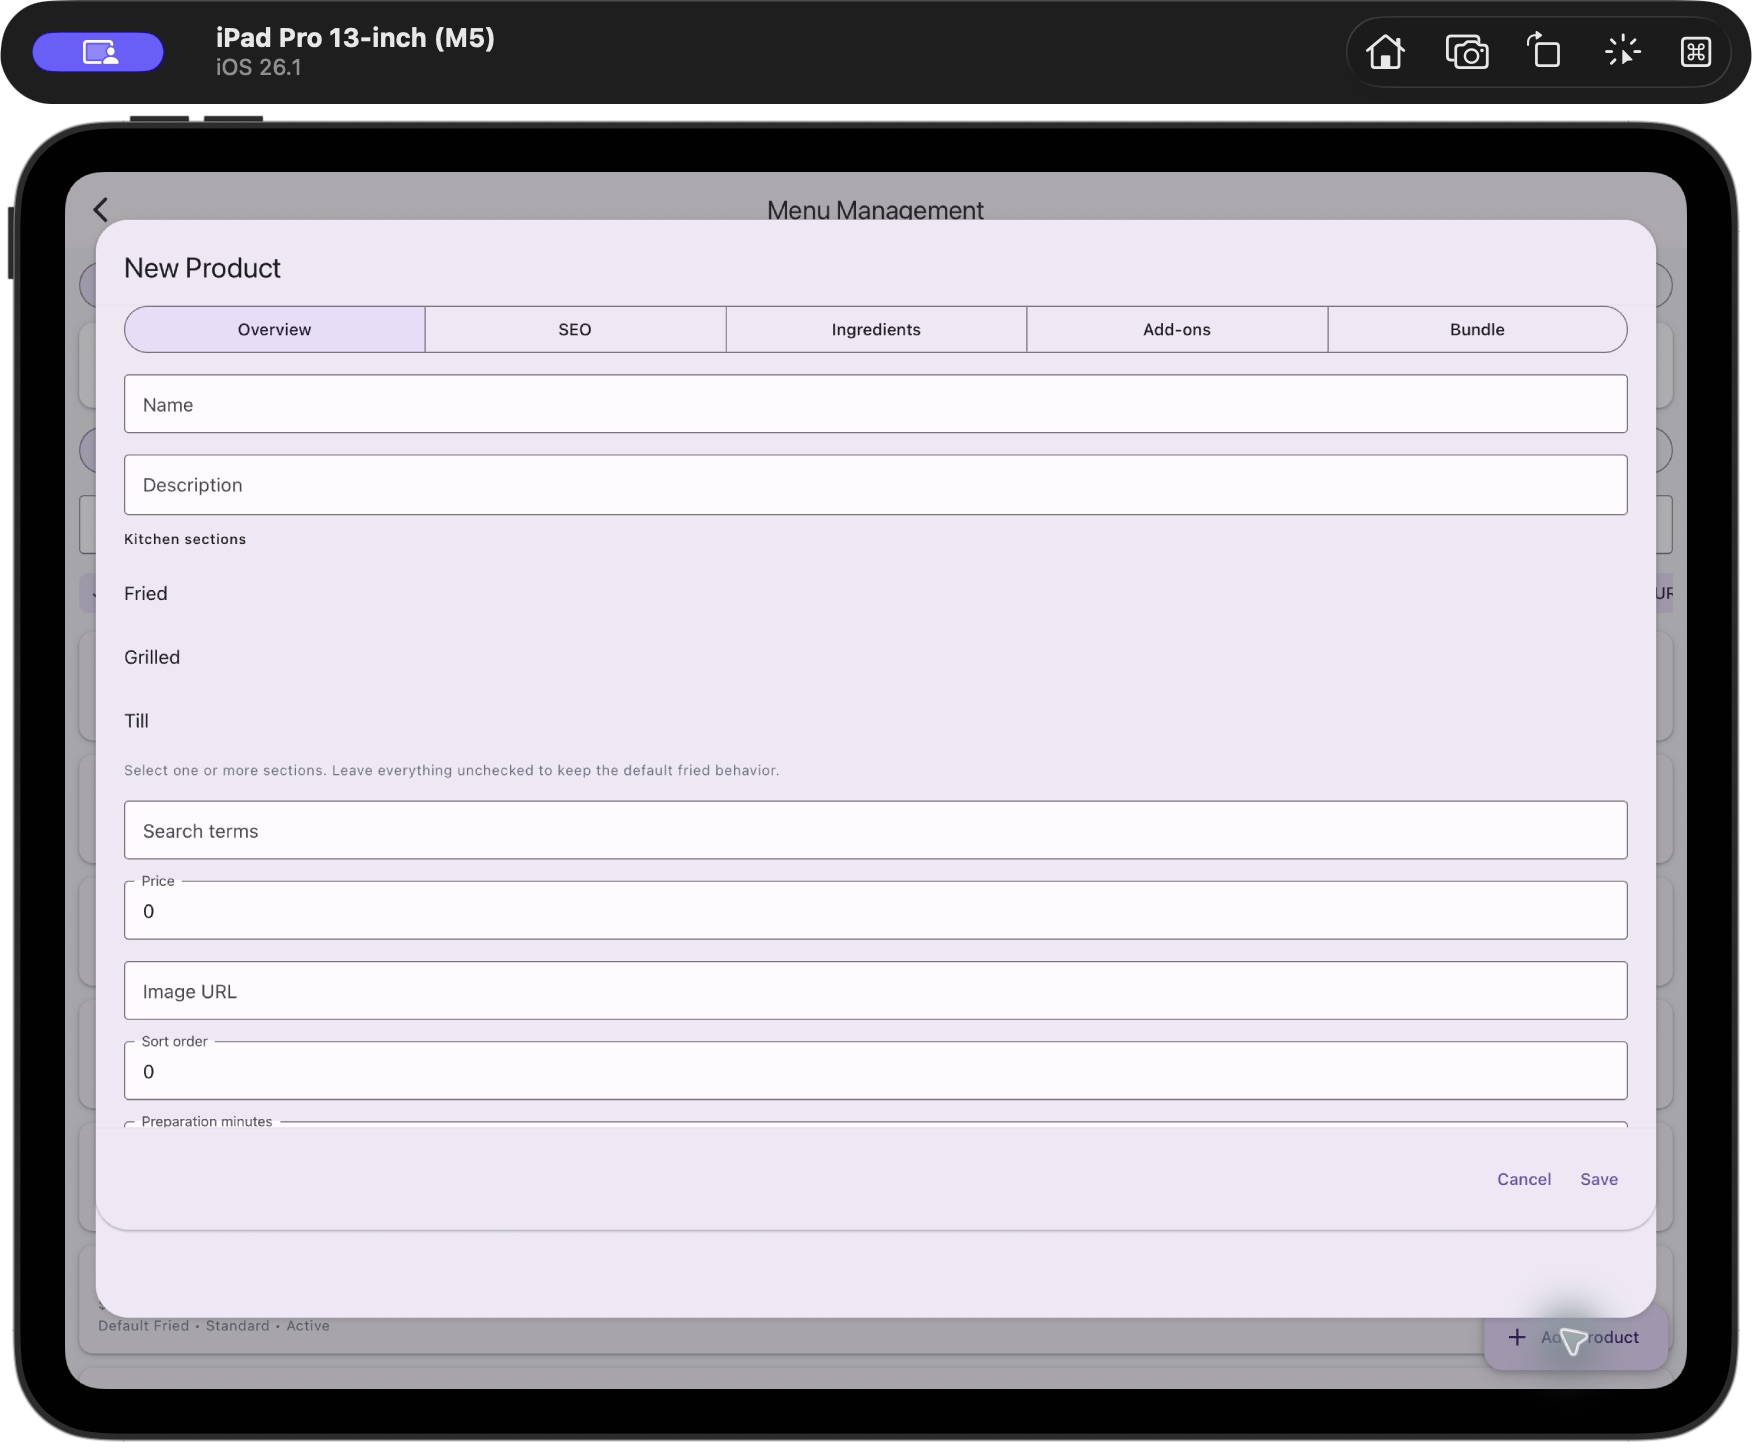 iPad Pro 13-inch (M5)
iOS 26.1
Menu Management
New Product
Overview
SEO
Ingredients
Add-ons
Bundle
Name
Description
Kitchen sections
Fried
Grilled
Till
Select one or more sections. Leave everything unchecked to keep the default fried behavior.
Search terms
Price
0
Image URL
Sort order
0
Preparation minutes
Cancel
Save
Default Fried • Standard • Active